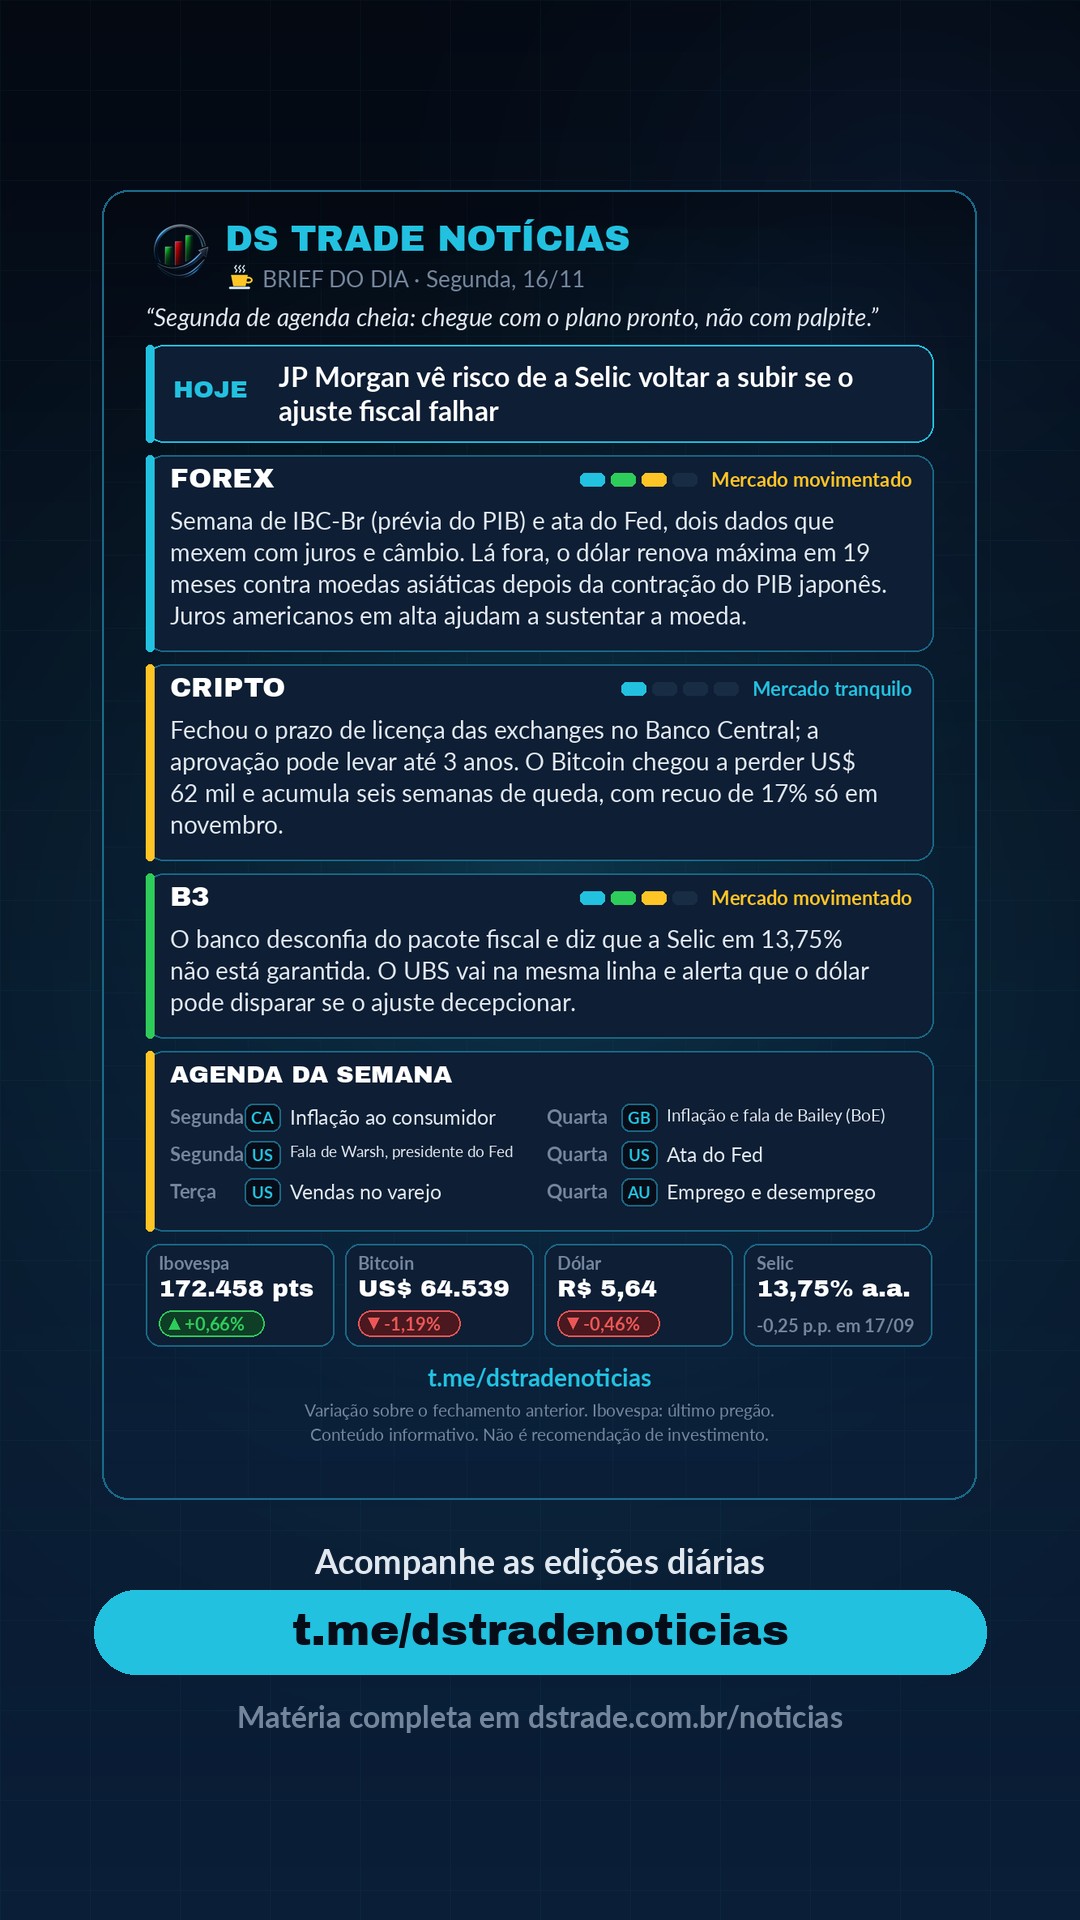 DS TRADE NOTÍCIAS
BRIEF DO DIA · Segunda, 16/11
“Segunda de agenda cheia: chegue com o plano pronto, não com palpite.”
HOJE
JP Morgan vê risco de a Selic voltar a subir se o
ajuste fiscal falhar
FOREX
Mercado movimentado
Semana de IBC-Br (prévia do PIB) e ata do Fed, dois dados que
mexem com juros e câmbio. Lá fora, o dólar renova máxima em 19
meses contra moedas asiáticas depois da contração do PIB japonês.
Juros americanos em alta ajudam a sustentar a moeda.
CRIPTO
Mercado tranquilo
Fechou o prazo de licença das exchanges no Banco Central; a
aprovação pode levar até 3 anos. O Bitcoin chegou a perder US$
62 mil e acumula seis semanas de queda, com recuo de 17% só em
novembro.
B3
Mercado movimentado
O banco desconfia do pacote fiscal e diz que a Selic em 13,75%
não está garantida. O UBS vai na mesma linha e alerta que o dólar
pode disparar se o ajuste decepcionar.
AGENDA DA SEMANA
Segunda CA Inflação ao consumidor
Segunda US Fala de Warsh, presidente do Fed
Terça US Vendas no varejo
Quarta GB Inflação e fala de Bailey (BoE)
Quarta US Ata do Fed
Quarta AU Emprego e desemprego
Ibovespa
172.458 pts
▲ +0,66%
Bitcoin
US$ 64.539
▼ -1,19%
Dólar
R$ 5,64
▼ -0,46%
Selic
13,75% a.a.
-0,25 p.p. em 17/09
t.me/dstradenoticias
Variação sobre o fechamento anterior. Ibovespa: último pregão.
Conteúdo informativo. Não é recomendação de investimento.
Acompanhe as edições diárias
t.me/dstradenoticias
Matéria completa em dstrade.com.br/noticias